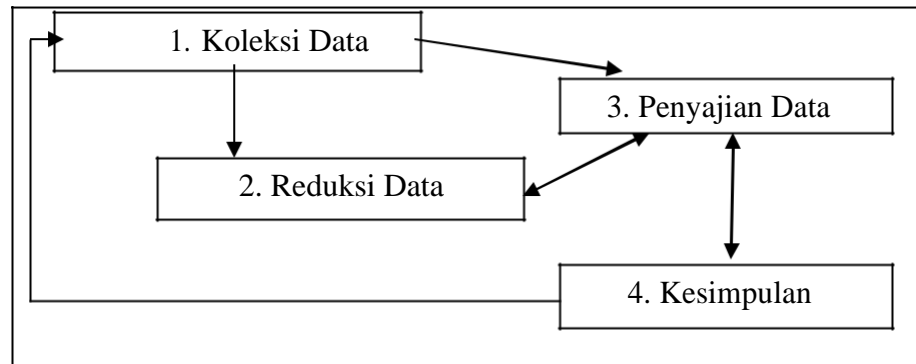 1. Koleksi Data
3. Penyajian Data
2. Reduksi Data
4. Kesimpulan